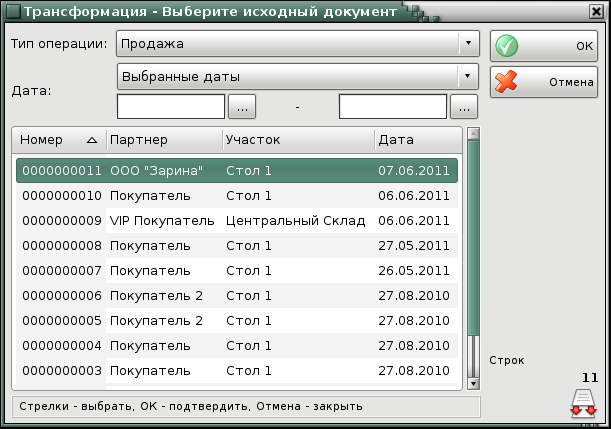 Трансформация - Выберите исходный документ
Тип операции: Продажа
OK
Дата: Выбранные даты
Отмена
... - ...
Номер Партнер Участок Дата
0000000011 ООО "Зарина" Стол 1 07.06.2011
0000000010 Покупатель Стол 1 06.06.2011
0000000009 VIP Покупатель Центральный Склад 06.06.2011
0000000008 Покупатель Стол 1 27.05.2011
0000000007 Покупатель Стол 1 26.05.2011
0000000006 Покупатель 2 Стол 1 27.08.2010
0000000005 Покупатель 2 Стол 1 27.08.2010
0000000004 Покупатель Стол 1 27.08.2010
0000000003 Покупатель Стол 1 27.08.2010
Строк
11
Стрелки - выбрать, OK - подтвердить, Отмена - закрыть